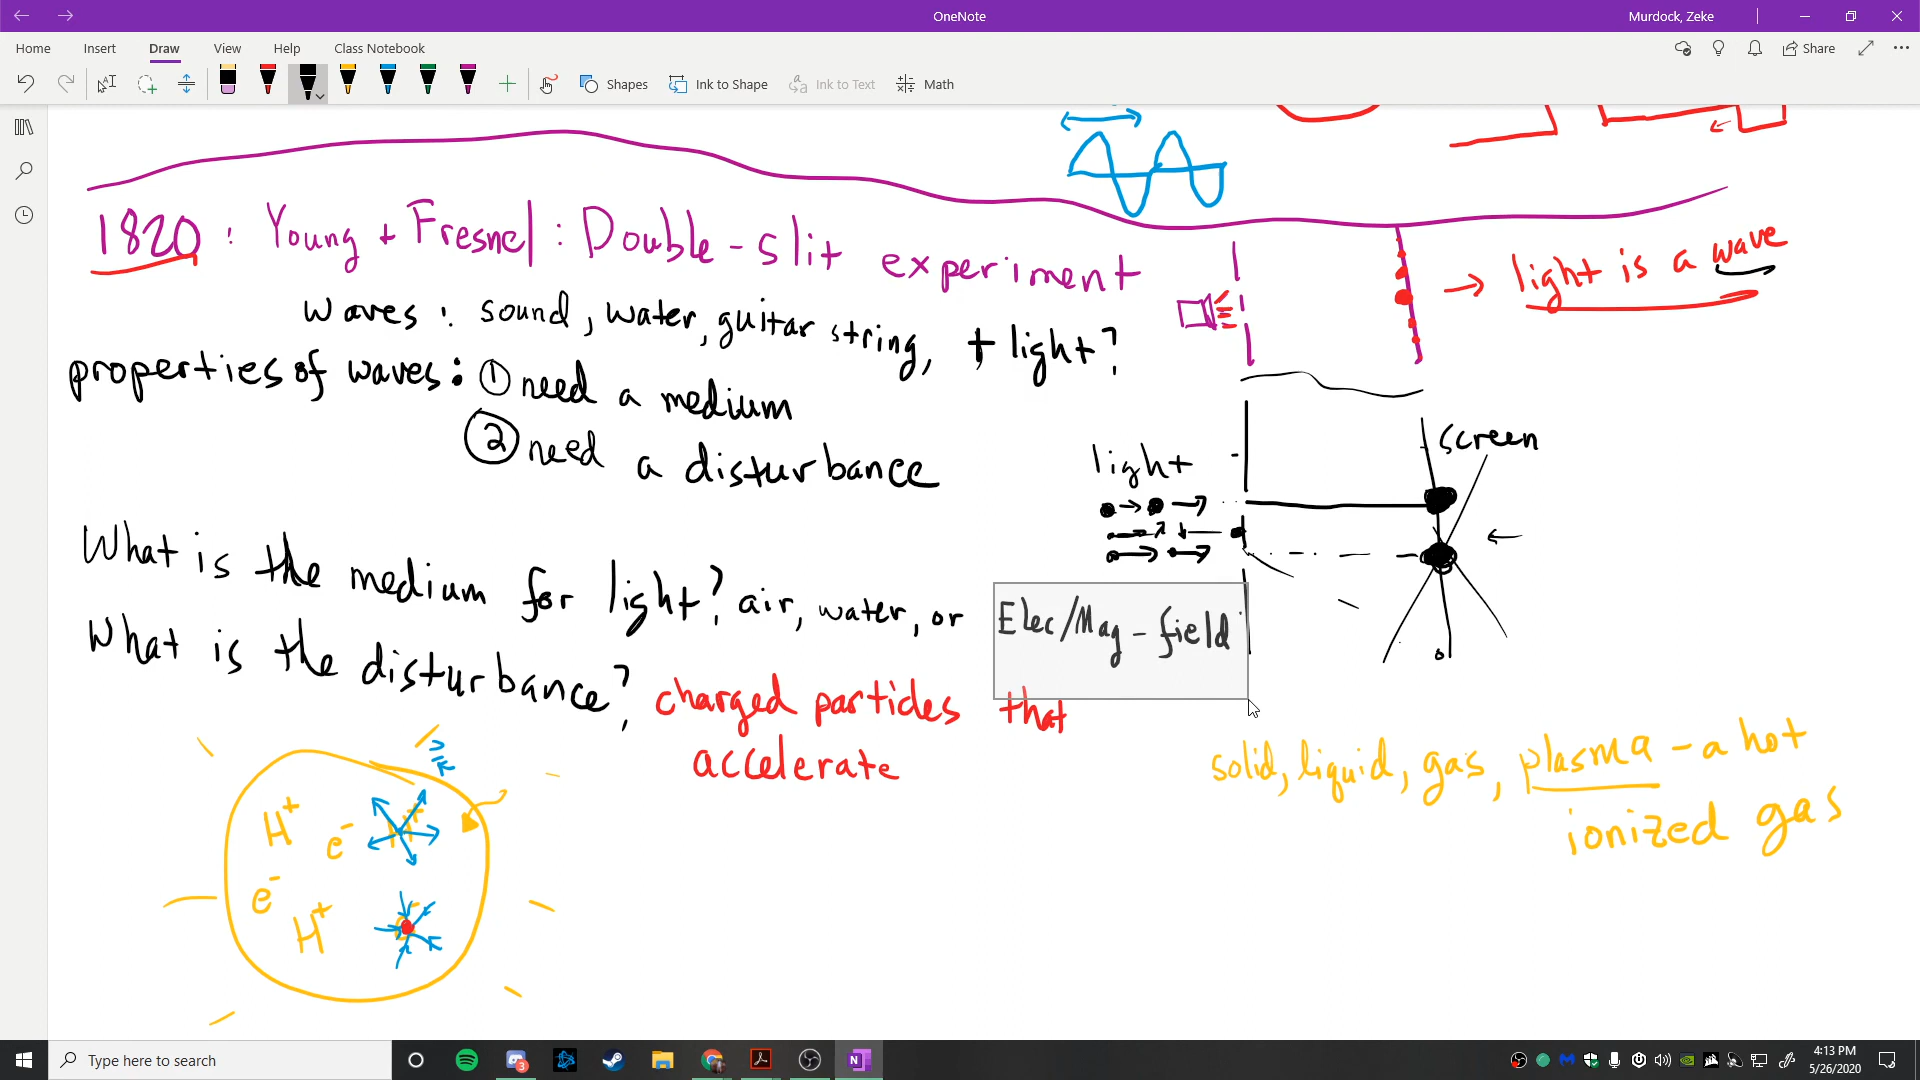 OneNote
Murdock, Zeke
Home Insert Draw View Help Class Notebook
Share
Shapes Ink to Shape Ink to Text Math
1820 : Young + Fresnel : Double-slit experiment
→ light is a wave
waves : sound, water, guitar string, + light?
properties of waves: ① need a medium
② need a disturbance
light
screen
What is the medium for light? air, water, or Elec/Mag - field
What is the disturbance? charged particles that
accelerate
solid, liquid, gas, plasma - a hot
ionized gas
H+ e- H+
e- H+ e-
Type here to search
3
4:13 PM
5/26/2020